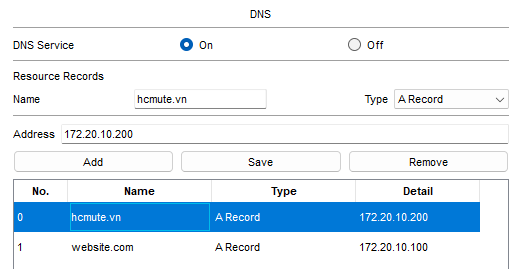 DNS
DNS Service On Off
Resource Records
Name hcmute.vn Type A Record
Address 172.20.10.200
Add Save Remove
No. Name Type Detail
0 hcmute.vn A Record 172.20.10.200
1 website.com A Record 172.20.10.100